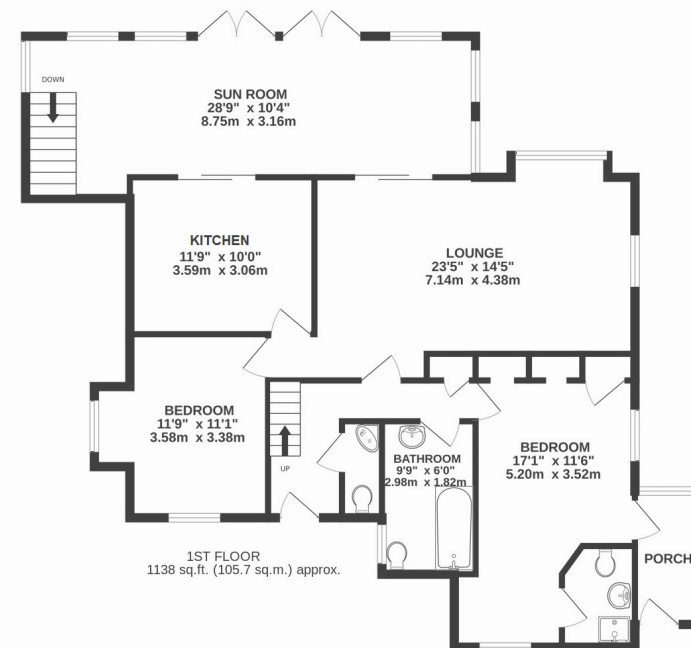 DOWN
SUN ROOM
28'9" x 10'4"
8.75m x 3.16m
KITCHEN
11'9" x 10'0"
3.59m x 3.06m
LOUNGE
23'5" x 14'5"
7.14m x 4.38m
BEDROOM
11'9" x 11'1"
3.58m x 3.38m
UP
BATHROOM
9'9" x 6'0"
2.98m x 1.82m
BEDROOM
17'1" x 11'6"
5.20m x 3.52m
PORCH
1ST FLOOR
1138 sq.ft. (105.7 sq.m.) approx.